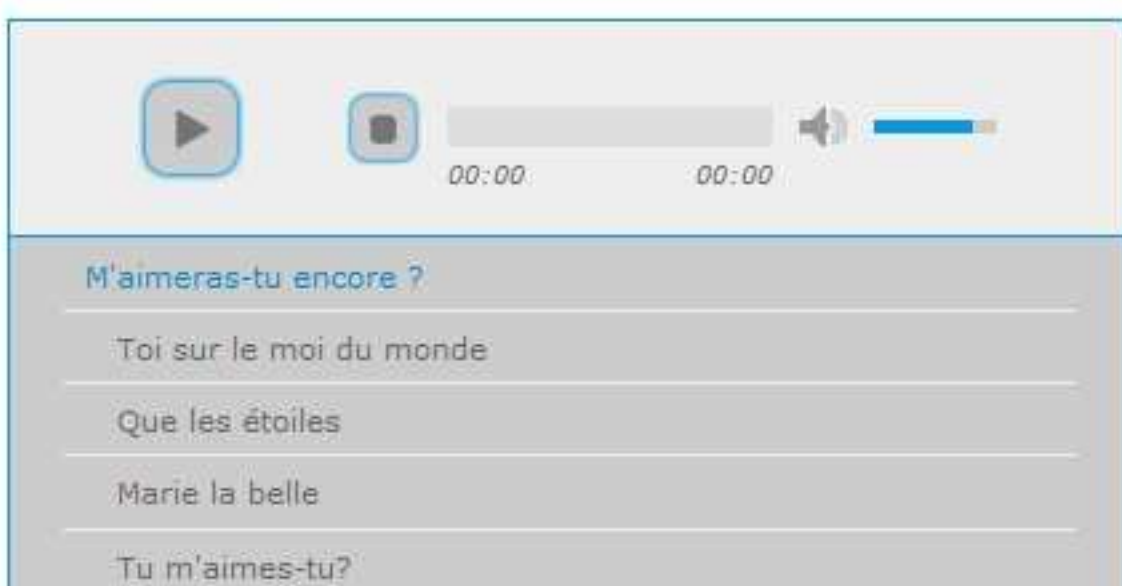 00:00 00:00
M'aimeras-tu encore ?
Toi sur le moi du monde
Que les étoiles
Marie la belle
Tu m'aimes-tu?